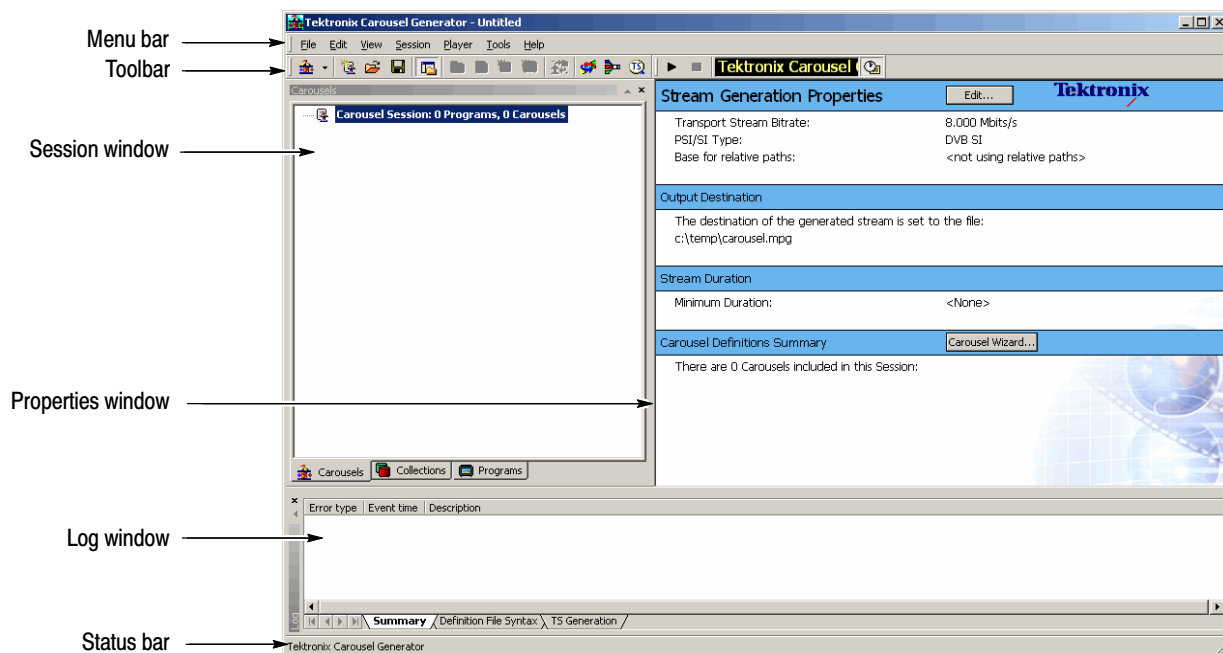 Tektronix Carousel Generator - Untitled
Menu bar
File Edit View Session Player Tools Help
Toolbar
TS
Tektronix Carousel (
Carousels
Carousel Session: 0 Programs, 0 Carousels
Session window
Stream Generation Properties
Edit...
Tektronix
Transport Stream Bitrate: 8.000 Mbits/s
PSI/SI Type: DVB SI
Base for relative paths: <not using relative paths>
Output Destination
The destination of the generated stream is set to the file:
c:\temp\carousel.mpg
Stream Duration
Minimum Duration: <None>
Carousel Definitions Summary
Carousel Wizard...
There are 0 Carousels included in this Session:
Properties window
Carousels Collections Programs
Error type Event time Description
Log window
Log
Summary Definition File Syntax TS Generation
Status bar
Tektronix Carousel Generator